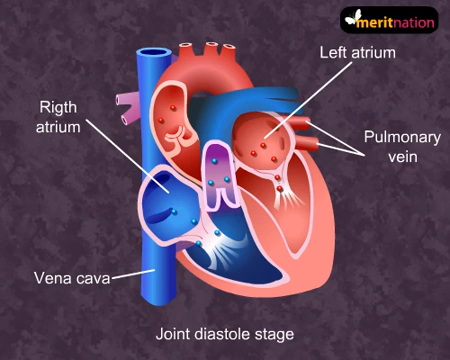 meritnation
Left atrium
Rigth
atrium
Pulmonary
vein
Vena cava
Joint diastole stage